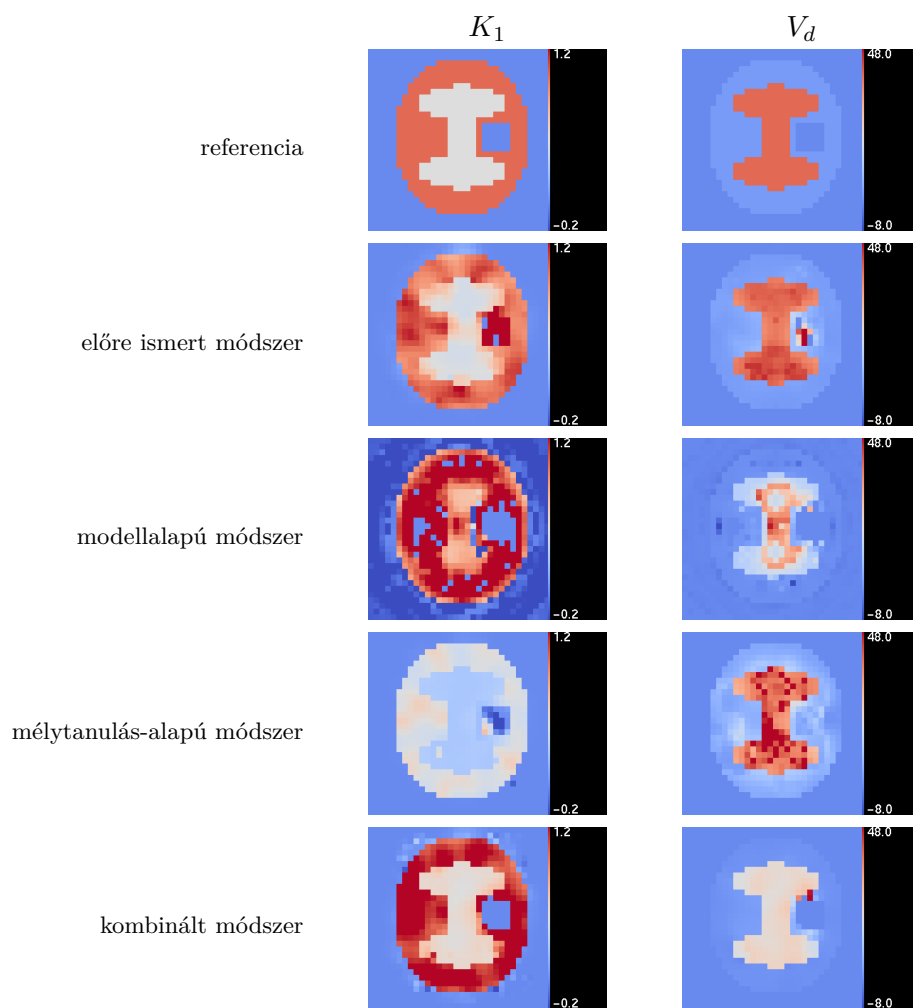 K1 Vd
1.2 48.0
referencia
-0.2 -8.0
1.2 48.0
előre ismert módszer
-0.2 -8.0
1.2 48.0
modellalapú módszer
-0.2 -8.0
1.2 48.0
mélytanulás-alapú módszer
-0.2 -8.0
1.2 48.0
kombinált módszer
-0.2 -8.0